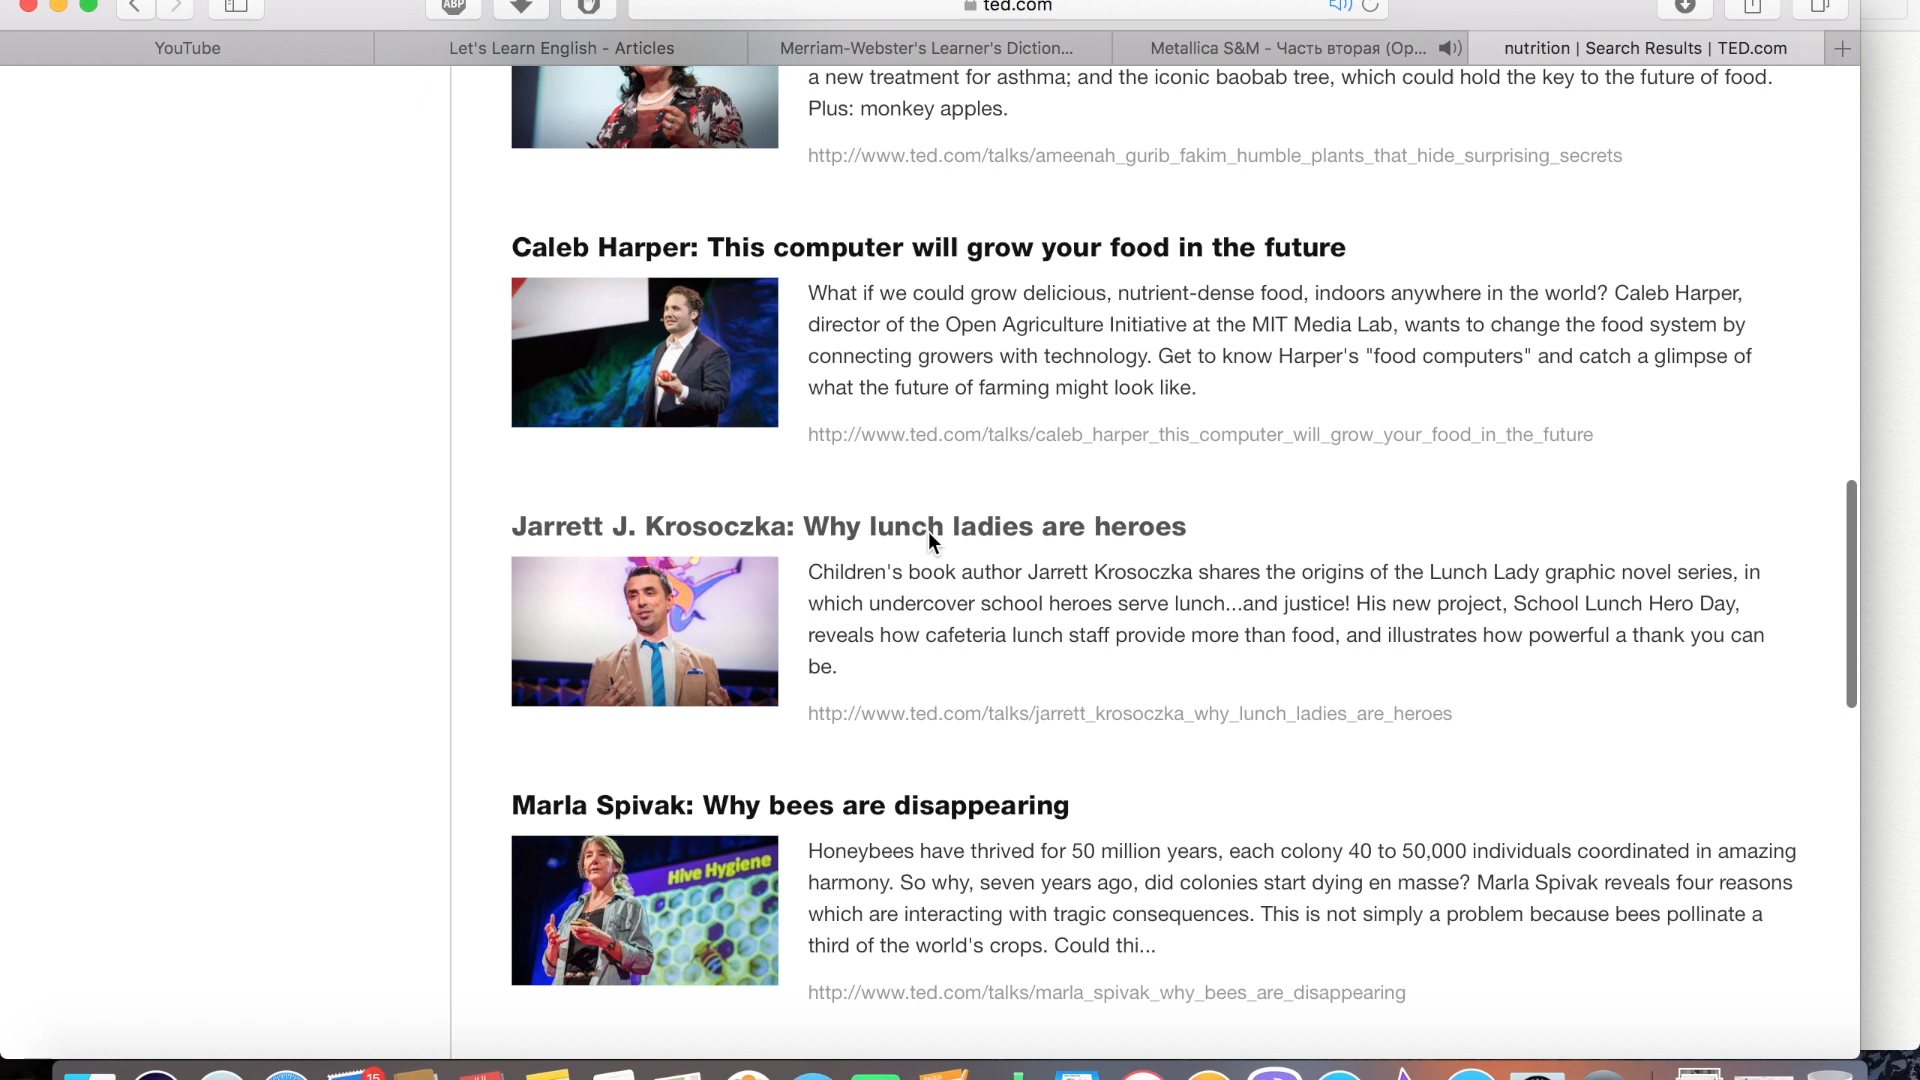 ABP
ted.com
YouTube
Let's Learn English - Articles
Merriam-Webster's Learner's Diction...
Metallica S&M - Часть вторая (Ор...
nutrition | Search Results | TED.com
a new treatment for asthma; and the iconic baobab tree, which could hold the key to the future of food.
Plus: monkey apples.
http://www.ted.com/talks/ameenah_gurib_fakim_humble_plants_that_hide_surprising_secrets
Caleb Harper: This computer will grow your food in the future
What if we could grow delicious, nutrient-dense food, indoors anywhere in the world? Caleb Harper,
director of the Open Agriculture Initiative at the MIT Media Lab, wants to change the food system by
connecting growers with technology. Get to know Harper's "food computers" and catch a glimpse of
what the future of farming might look like.
http://www.ted.com/talks/caleb_harper_this_computer_will_grow_your_food_in_the_future
Jarrett J. Krosoczka: Why lunch ladies are heroes
Children's book author Jarrett Krosoczka shares the origins of the Lunch Lady graphic novel series, in
which undercover school heroes serve lunch...and justice! His new project, School Lunch Hero Day,
reveals how cafeteria lunch staff provide more than food, and illustrates how powerful a thank you can
be.
http://www.ted.com/talks/jarrett_krosoczka_why_lunch_ladies_are_heroes
Marla Spivak: Why bees are disappearing
Hive Hygiene
Honeybees have thrived for 50 million years, each colony 40 to 50,000 individuals coordinated in amazing
harmony. So why, seven years ago, did colonies start dying en masse? Marla Spivak reveals four reasons
which are interacting with tragic consequences. This is not simply a problem because bees pollinate a
third of the world's crops. Could thi...
http://www.ted.com/talks/marla_spivak_why_bees_are_disappearing
15